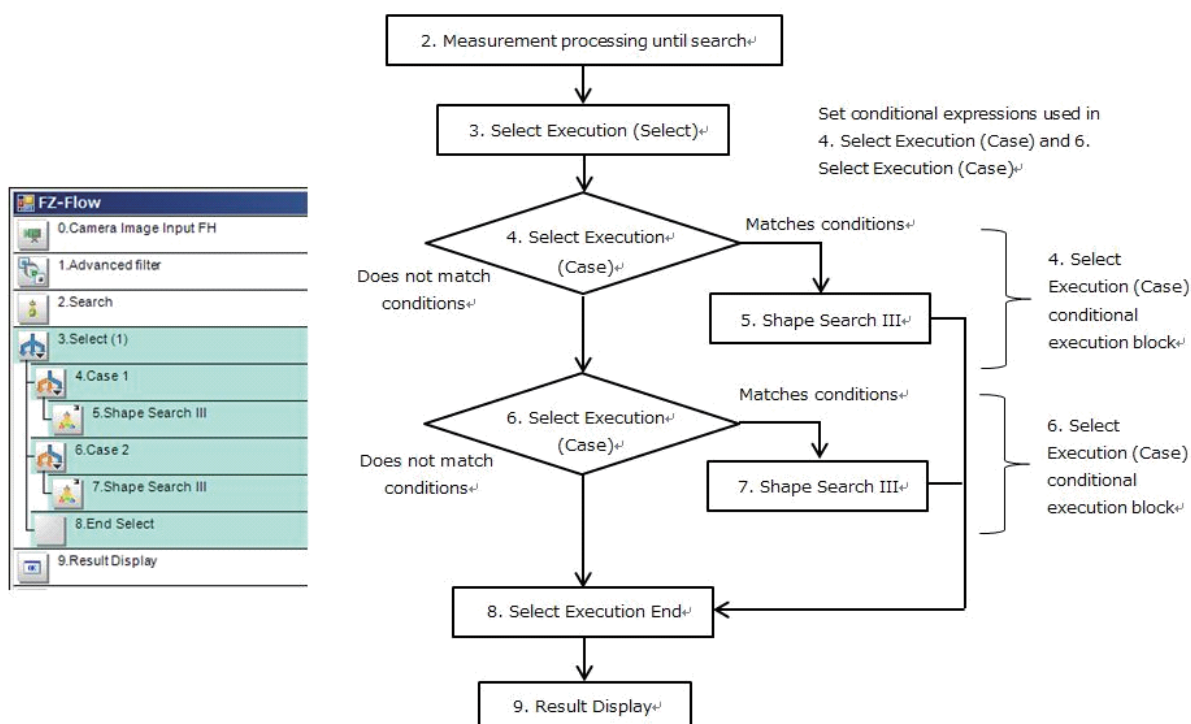 2. Measurement processing until search↵
3. Select Execution (Select)↵
Set conditional expressions used in
4. Select Execution (Case) and 6.
Select Execution (Case)↵
FZ-Flow
0.Camera Image Input FH
1.Advanced filter
2.Search
3.Select (1)
4.Case 1
5.Shape Search III
6.Case 2
7.Shape Search III
8.End Select
9.Result Display
4. Select Execution↵
(Case)↵
Matches conditions↵
Does not match
conditions↵
5. Shape Search III↵
4. Select
Execution (Case)
conditional
execution block↵
6. Select Execution↵
(Case)↵
Matches conditions↵
Does not match
conditions↵
7. Shape Search III↵
6. Select
Execution (Case)
conditional
execution block↵
8. Select Execution End↵
9. Result Display↵